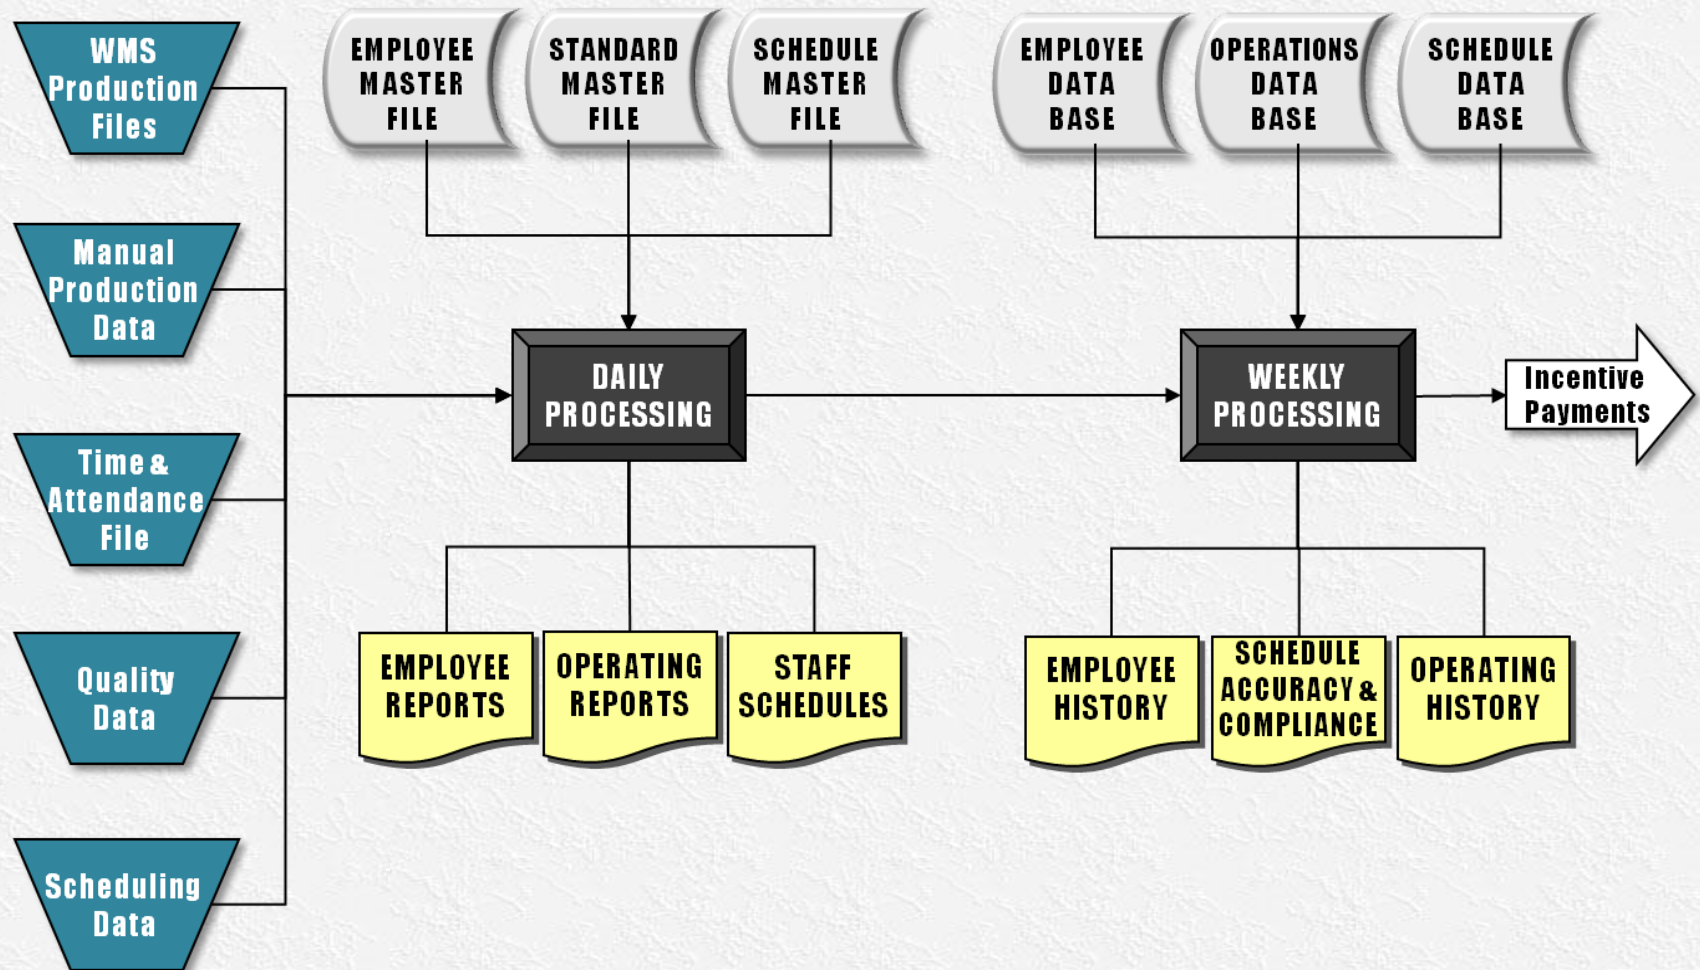 WMS
Production
Files
Manual
Production
Data
Time &
Attendance
File
Quality
Data
Scheduling
Data
EMPLOYEE
MASTER
FILE
STANDARD
MASTER
FILE
SCHEDULE
MASTER
FILE
DAILY
PROCESSING
EMPLOYEE
REPORTS
OPERATING
REPORTS
STAFF
SCHEDULES
EMPLOYEE
DATA
BASE
OPERATIONS
DATA
BASE
SCHEDULE
DATA
BASE
WEEKLY
PROCESSING
EMPLOYEE
HISTORY
SCHEDULE
ACCURACY &
COMPLIANCE
OPERATING
HISTORY
Incentive
Payments